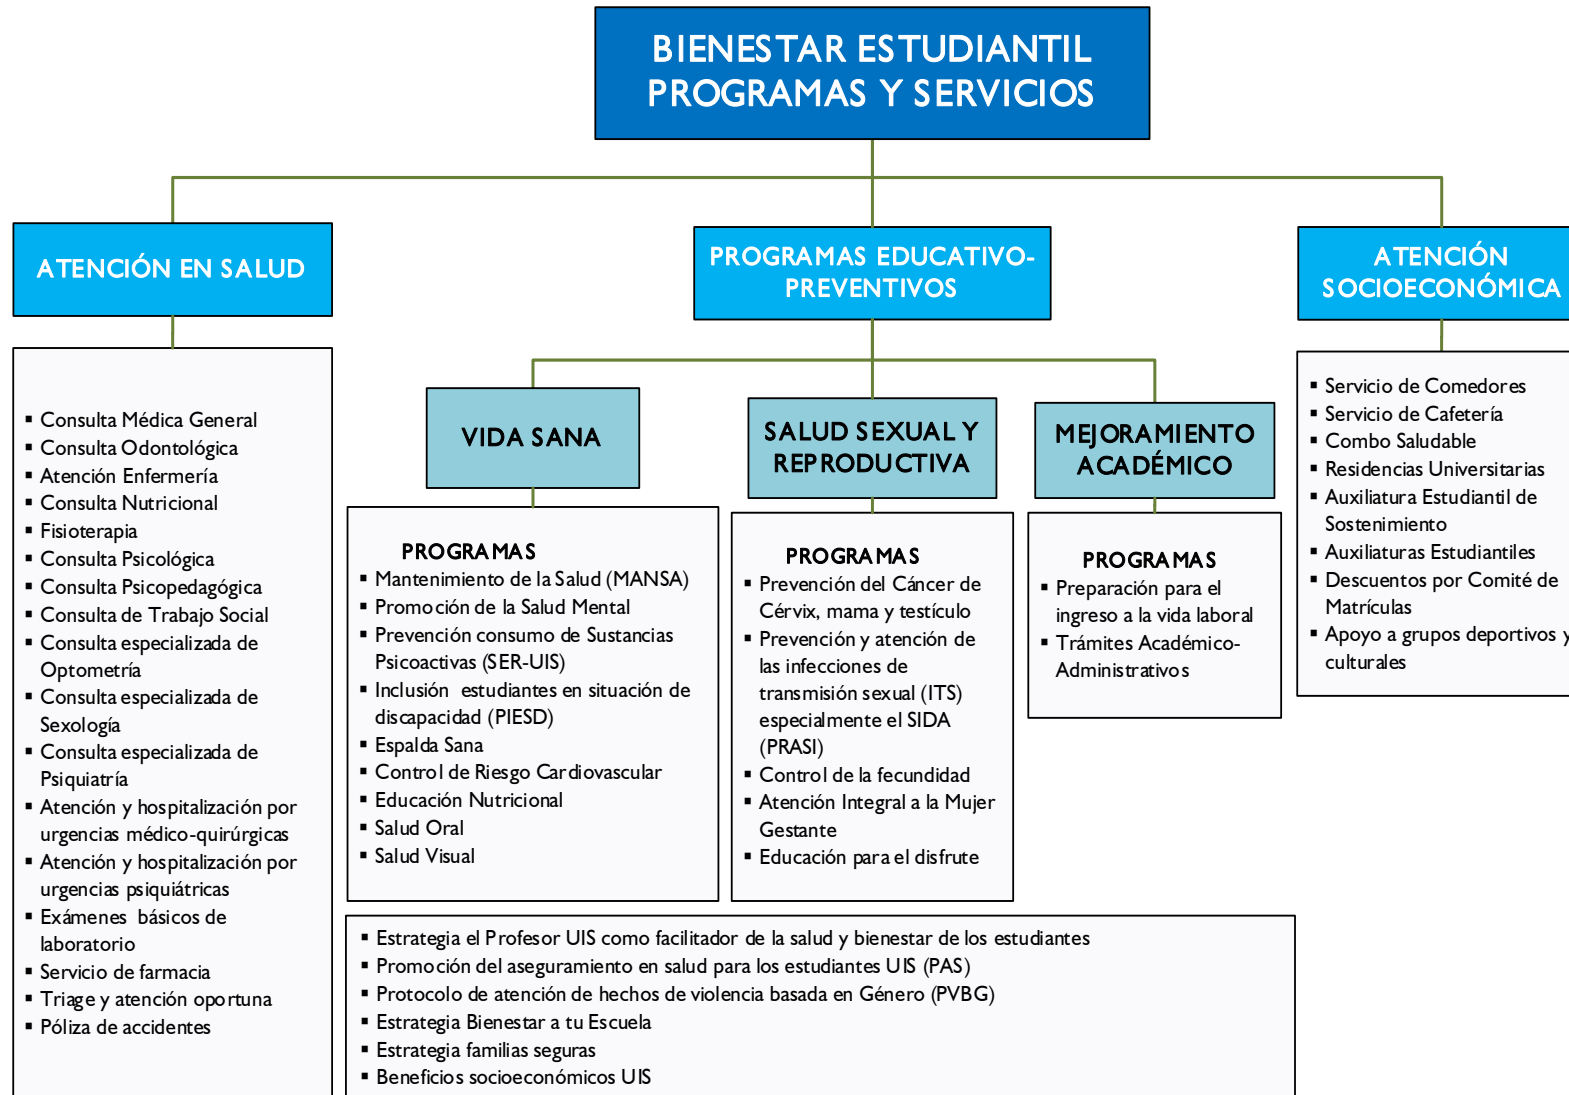 BIENESTAR ESTUDIANTIL
PROGRAMAS Y SERVICIOS
ATENCIÓN EN SALUD
▪ Consulta Médica General
▪ Consulta Odontológica
▪ Atención Enfermería
▪ Consulta Nutricional
▪ Fisioterapia
▪ Consulta Psicológica
▪ Consulta Psicopedagógica
▪ Consulta de Trabajo Social
▪ Consulta especializada de
Optometría
▪ Consulta especializada de
Sexología
▪ Consulta especializada de
Psiquiatría
▪ Atención y hospitalización por
urgencias médico-quirúrgicas
▪ Atención y hospitalización por
urgencias psiquiátricas
▪ Exámenes básicos de
laboratorio
▪ Servicio de farmacia
▪ Triage y atención oportuna
▪ Póliza de accidentes
PROGRAMAS EDUCATIVO-
PREVENTIVOS
VIDA SANA
PROGRAMAS
▪ Mantenimiento de la Salud (MANSA)
▪ Promoción de la Salud Mental
▪ Prevención consumo de Sustancias
Psicoactivas (SER-UIS)
▪ Inclusión estudiantes en situación de
discapacidad (PIESD)
▪ Espalda Sana
▪ Control de Riesgo Cardiovascular
▪ Educación Nutricional
▪ Salud Oral
▪ Salud Visual
SALUD SEXUAL Y
REPRODUCTIVA
PROGRAMAS
▪ Prevención del Cáncer de
Cérvix, mama y testículo
▪ Prevención y atención de
las infecciones de
transmisión sexual (ITS)
especialmente el SIDA
(PRASI)
▪ Control de la fecundidad
▪ Atención Integral a la Mujer
Gestante
▪ Educación para el disfrute
MEJORAMIENTO
ACADÉMICO
PROGRAMAS
▪ Preparación para el
ingreso a la vida laboral
▪ Trámites Académico-
Administrativos
▪ Estrategia el Profesor UIS como facilitador de la salud y bienestar de los estudiantes
▪ Promoción del aseguramiento en salud para los estudiantes UIS (PAS)
▪ Protocolo de atención de hechos de violencia basada en Género (PVBG)
▪ Estrategia Bienestar a tu Escuela
▪ Estrategia familias seguras
▪ Beneficios socioeconómicos UIS
ATENCIÓN
SOCIOECONÓMICA
▪ Servicio de Comedores
▪ Servicio de Cafetería
▪ Combo Saludable
▪ Residencias Universitarias
▪ Auxiliatura Estudiantil de
Sostenimiento
▪ Auxiliaturas Estudiantiles
▪ Descuentos por Comité de
Matrículas
▪ Apoyo a grupos deportivos y
culturales